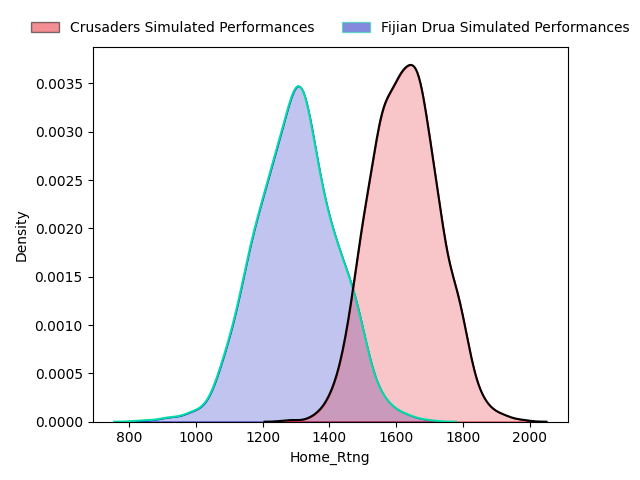 Crusaders Simulated Performances Fijian Drua Simulated Performances
0.0035
0.0030
0.0025
0.0020
0.0015
0.0010
0.0005
0.0000
Density
800 1000 1200 1400 1600 1800 2000
Home_Rtng